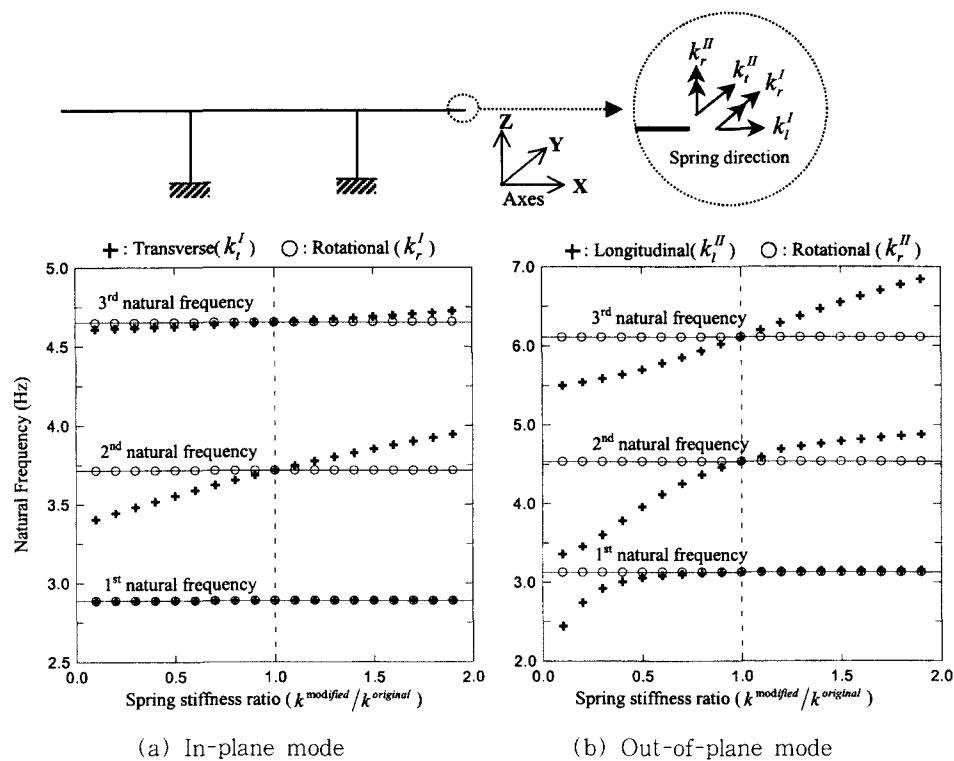 k_r^II
k_t^II
k_r^I
k_l^I
Spring direction
Z
Y
X
Axes
+ : Transverse(k_t^I) ○ : Rotational (k_r^I)
+ : Longitudinal(k_l^II) ○ : Rotational (k_r^II)
Natural Frequency (Hz)
5.0
4.5
4.0
3.5
3.0
2.5
3rd natural frequency
2nd natural frequency
1st natural frequency
0.0 0.5 1.0 1.5 2.0
Spring stiffness ratio ( k^modified/k^original )
(a) In-plane mode
7.0
6.0
5.0
4.0
3.0
2.0
3rd natural frequency
2nd natural frequency
1st natural frequency
0.0 0.5 1.0 1.5 2.0
Spring stiffness ratio ( k^modified/k^original )
(b) Out-of-plane mode